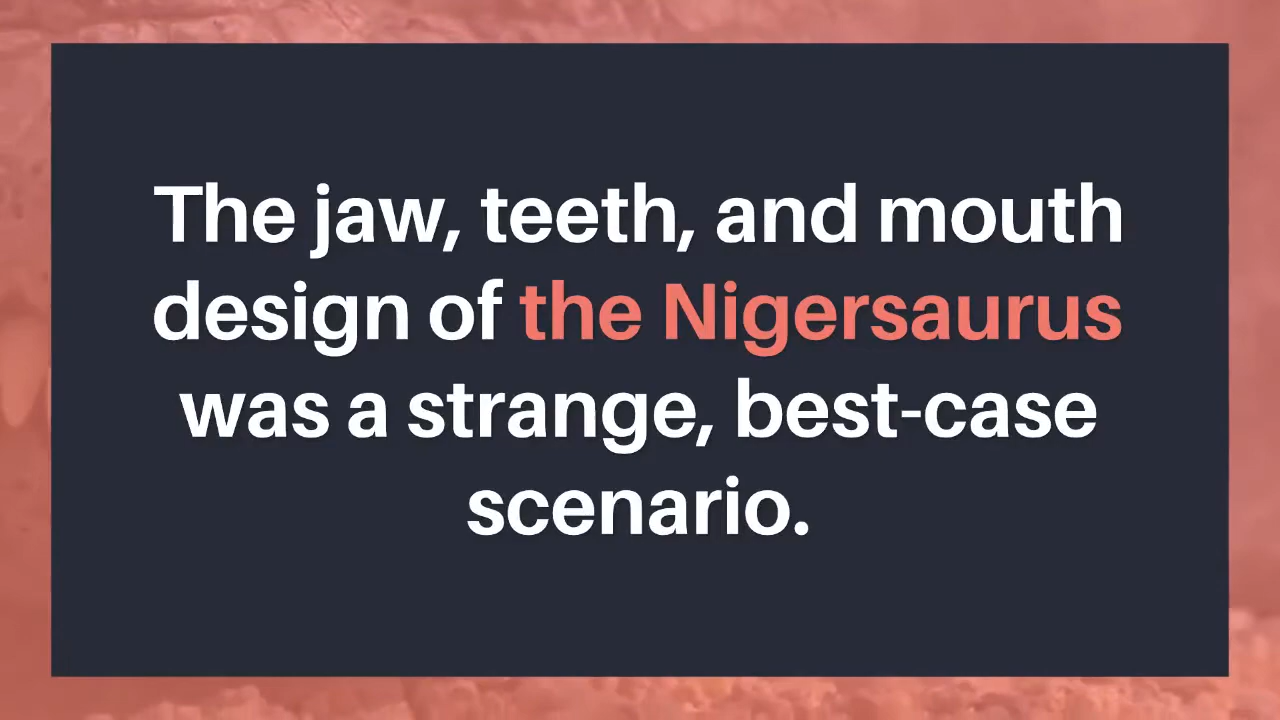 The jaw, teeth, and mouth
design of the Nigersaurus
was a strange, best-case
scenario.